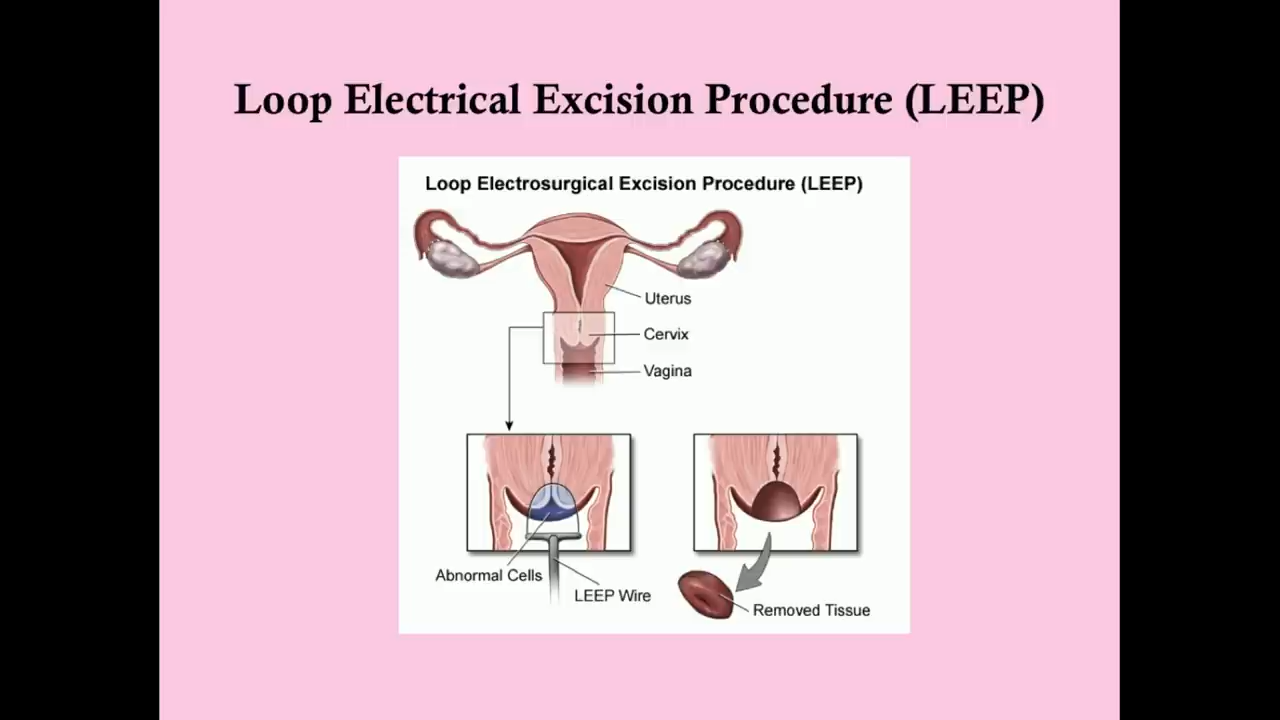 Loop Electrical Excision Procedure (LEEP)
Loop Electrosurgical Excision Procedure (LEEP)
Uterus
Cervix
Vagina
Abnormal Cells
LEEP Wire
Removed Tissue